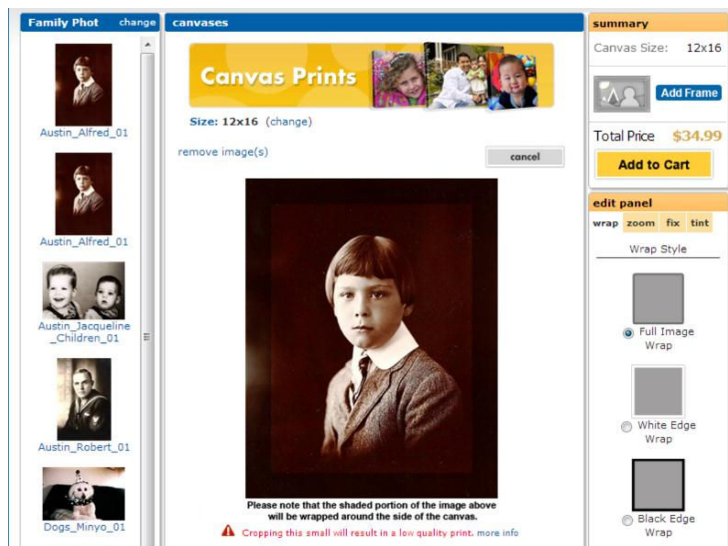 Family Phot change
Austin_Alfred_01
Austin_Alfred_01
Austin_Jacqueline
_Children_01
Austin_Robert_01
Dogs_Minyo_01
canvases
Canvas Prints
Size: 12x16 (change)
remove image(s)
cancel
Please note that the shaded portion of the image above
will be wrapped around the side of the canvas.
Cropping this small will result in a low quality print. more info
summary
Canvas Size: 12x16
Add Frame
Total Price $34.99
Add to Cart
edit panel
wrap zoom fix tint
Wrap Style
Full Image
Wrap
White Edge
Wrap
Black Edge
Wrap